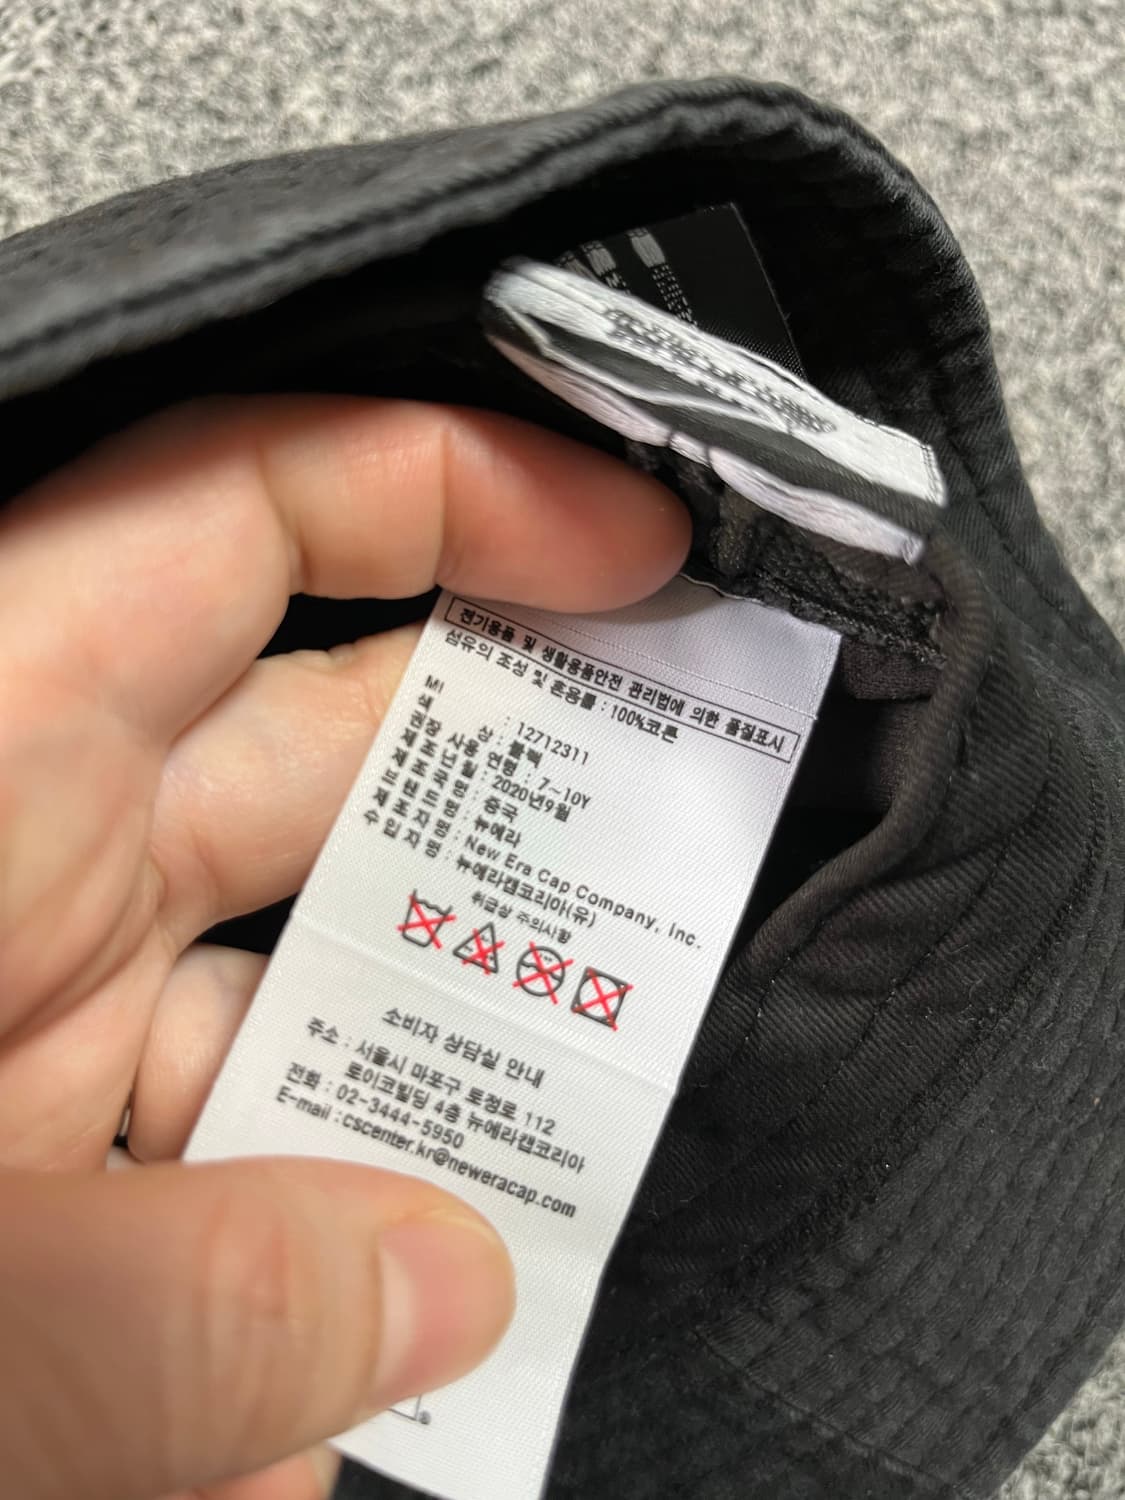 전기용품 및 생활용품안전 관리법에 의한 품질표시
섬유의 조성 및 혼용률 : 100%코튼
MI : 12712311
색 상 : 블랙
권장 사용 연령 : 7~10Y
제 조 년 월 : 2020년9월
제 조 국 명 : 중국
브 랜 드 명 : 뉴에라
제 조 자 명 : New Era Cap Company, Inc.
수 입 자 명 : 뉴에라캡코리아(유)
취급상 주의사항
소비자 상담실 안내
주소 : 서울시 마포구 토정로 112
토이코빌딩 4층 뉴에라캡코리아
전화 : 02-3444-5950
E-mail : cscenter.kr@neweracap.com
®